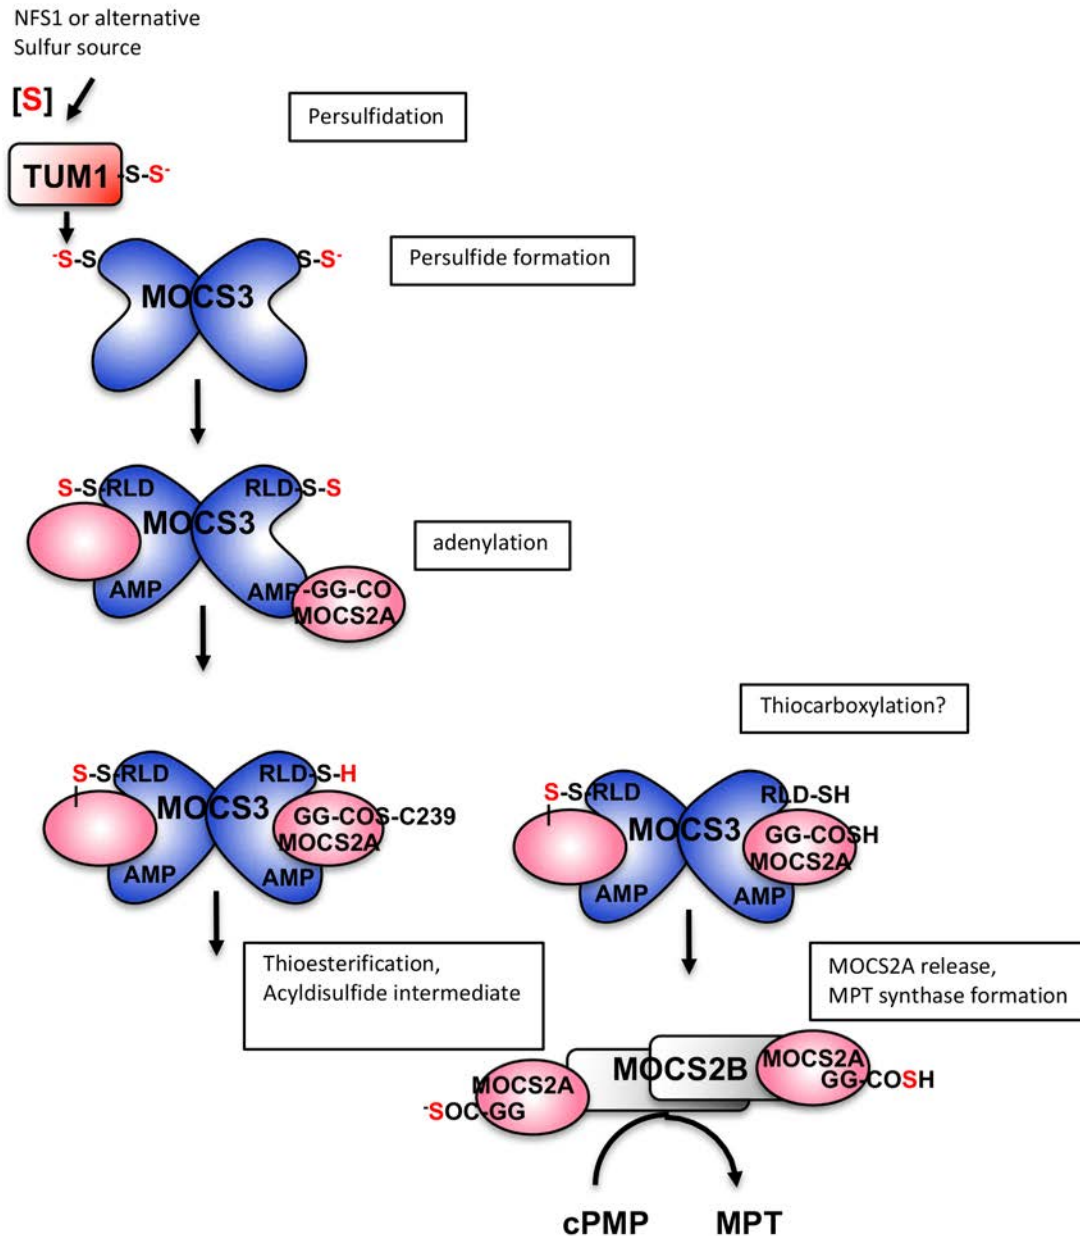 NFS1 or alternative
Sulfur source
[S]
Persulfidation
TUM1 -S-S-
-S-S
S-S-
MOCS3
Persulfide formation
S-S-RLD
RLD-S-S
MOCS3
adenylation
AMP
AMP-GG-CO
MOCS2A
Thiocarboxylation?
S-S-RLD
RLD-S-H
MOCS3
GG-COS-C239
MOCS2A
AMP
AMP
S-S-RLD
RLD-SH
MOCS3
GG-COSH
MOCS2A
AMP
AMP
Thioesterification,
Acyldisulfide intermediate
MOCS2A release,
MPT synthase formation
MOCS2A
-SOC-GG
MOCS2B
MOCS2A
GG-COSH
cPMP
MPT